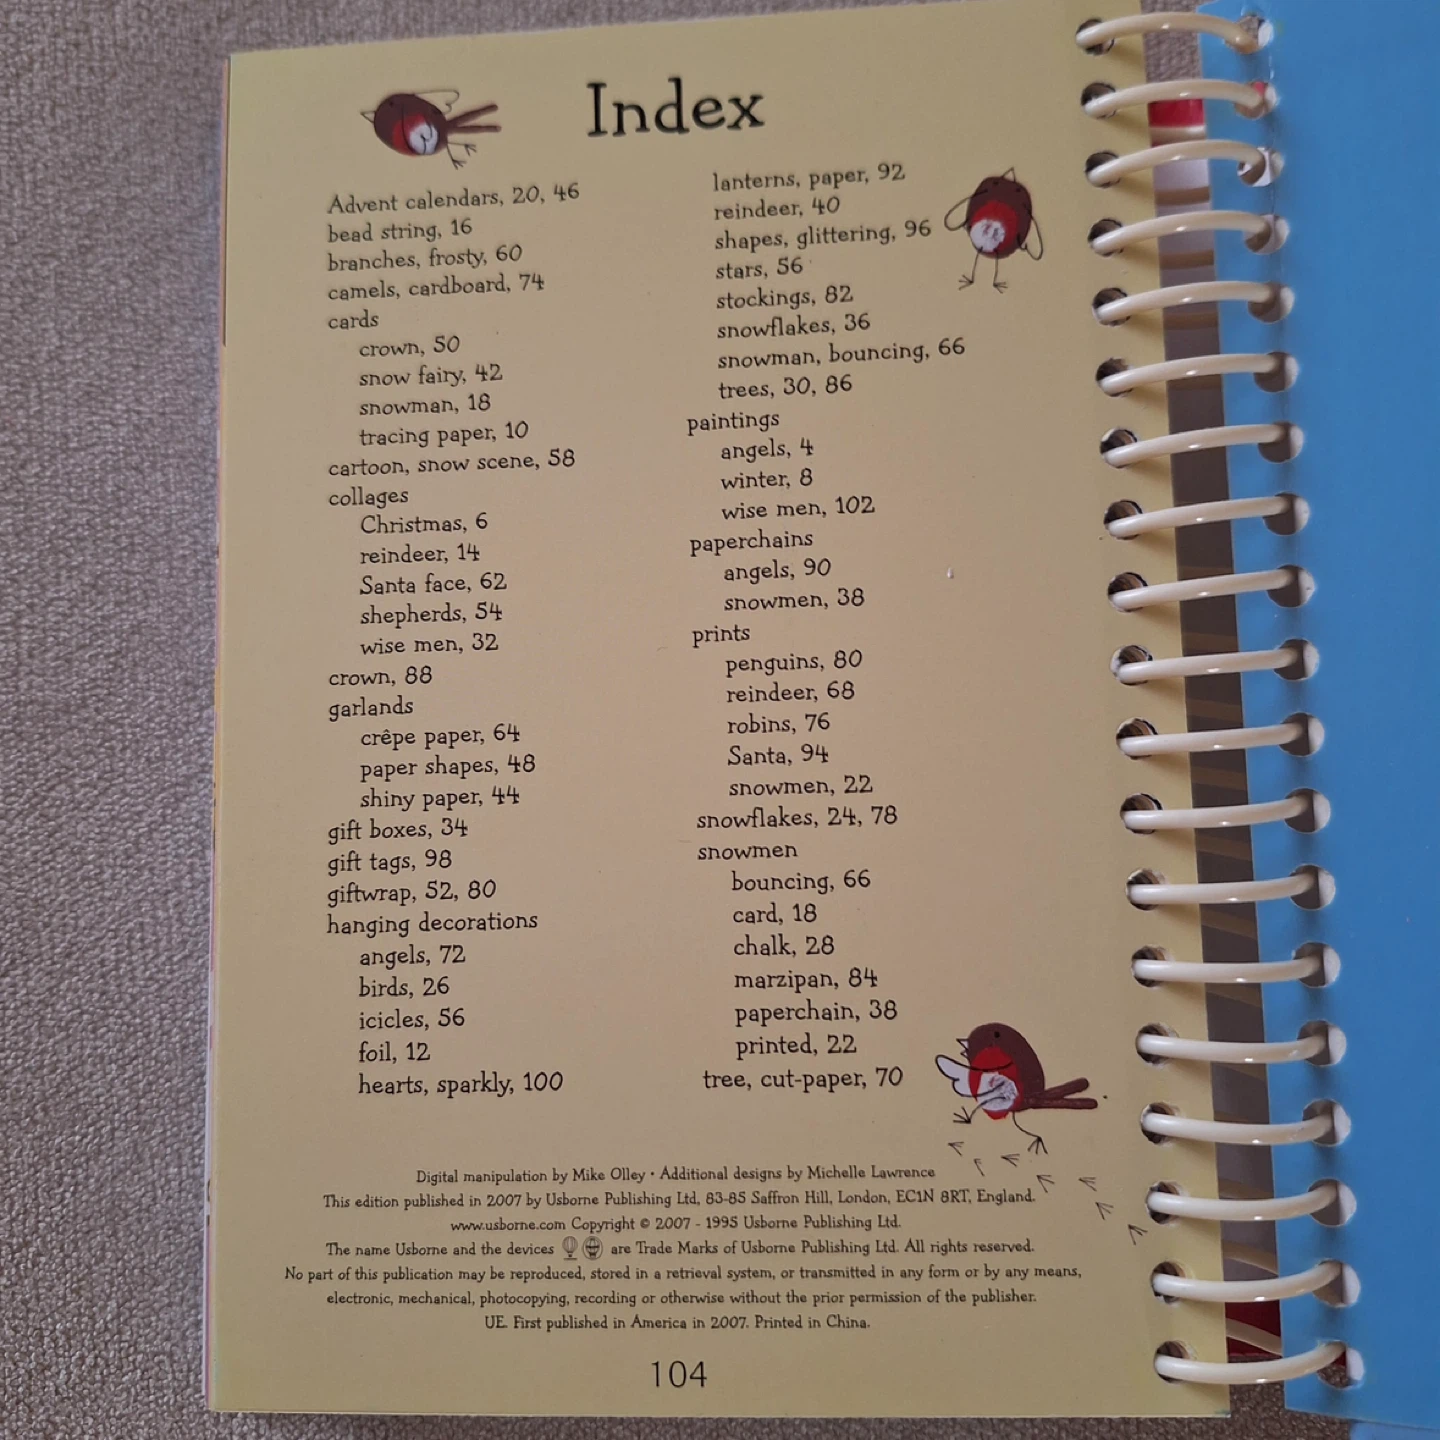 Index
Advent calendars, 20, 46
bead string, 16
branches, frosty, 60
camels, cardboard, 74
cards
crown, 50
snow fairy, 42
snowman, 18
tracing paper, 10
cartoon, snow scene, 58
collages
Christmas, 6
reindeer, 14
Santa face, 62
shepherds, 54
wise men, 32
crown, 88
garlands
crêpe paper, 64
paper shapes, 48
shiny paper, 44
gift boxes, 34
gift tags, 98
giftwrap, 52, 80
hanging decorations
angels, 72
birds, 26
icicles, 56
foil, 12
hearts, sparkly, 100
lanterns, paper, 92
reindeer, 40
shapes, glittering, 96
stars, 56
stockings, 82
snowflakes, 36
snowman, bouncing, 66
trees, 30, 86
paintings
angels, 4
winter, 8
wise men, 102
paperchains
angels, 90
snowmen, 38
prints
penguins, 80
reindeer, 68
robins, 76
Santa, 94
snowmen, 22
snowflakes, 24, 78
snowmen
bouncing, 66
card, 18
chalk, 28
marzipan, 84
paperchain, 38
printed, 22
tree, cut-paper, 70
Digital manipulation by Mike Olley • Additional designs by Michelle Lawrence
This edition published in 2007 by Usborne Publishing Ltd, 83-85 Saffron Hill, London, EC1N 8RT, England.
www.usborne.com Copyright © 2007 - 1995 Usborne Publishing Ltd.
The name Usborne and the devices are Trade Marks of Usborne Publishing Ltd. All rights reserved.
No part of this publication may be reproduced, stored in a retrieval system, or transmitted in any form or by any means,
electronic, mechanical, photocopying, recording or otherwise without the prior permission of the publisher.
UE. First published in America in 2007. Printed in China.
104